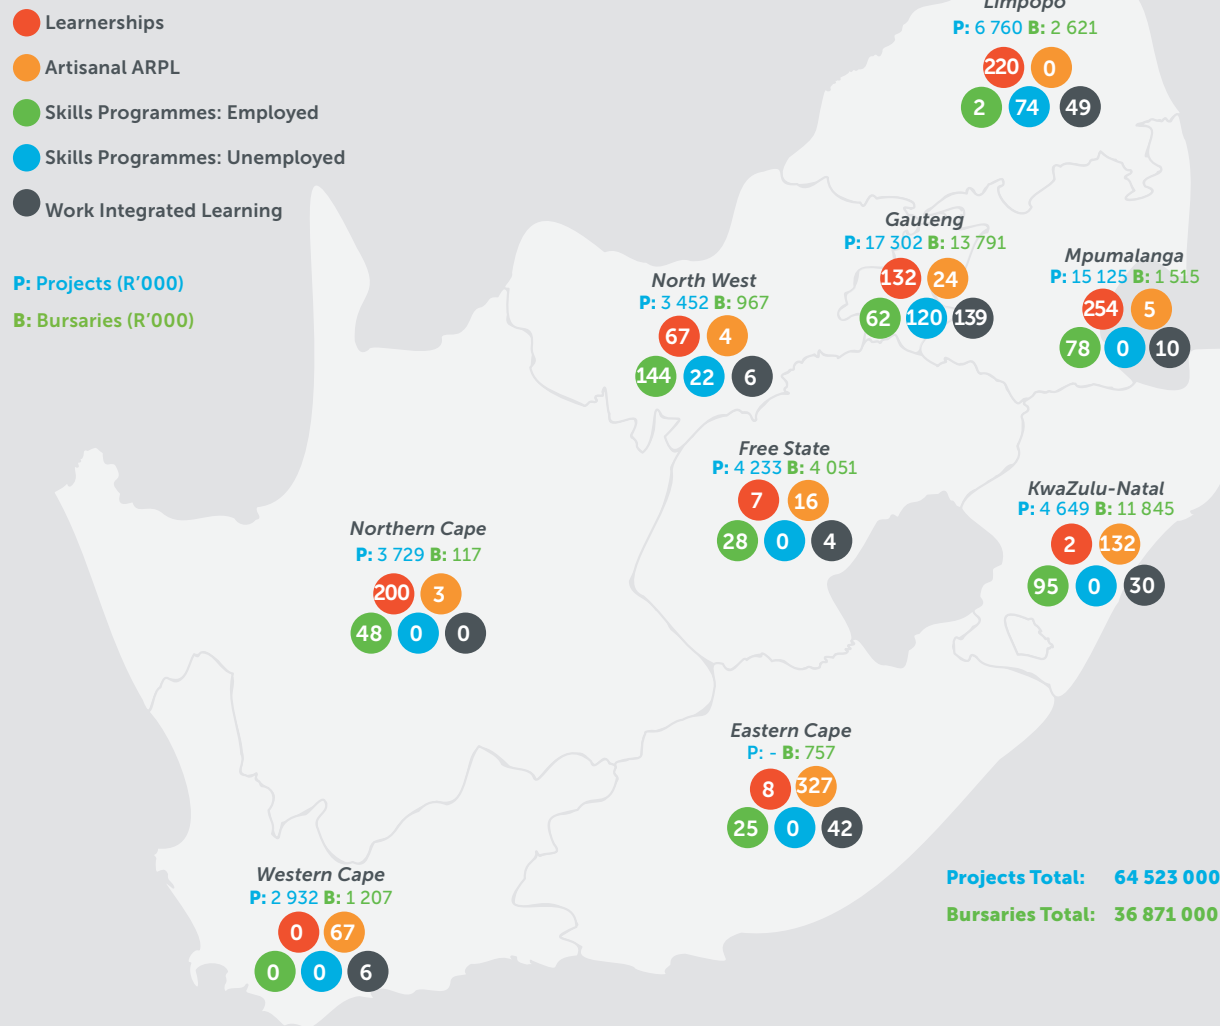 Learnerships
Artisanal ARPL
Skills Programmes: Employed
Skills Programmes: Unemployed
Work Integrated Learning
P: Projects (R’000)
B: Bursaries (R’000)
Limpopo
P: 6 760 B: 2 621
220 0
2 74 49
Gauteng
P: 17 302 B: 13 791
132 24
62 120 139
Mpumalanga
P: 15 125 B: 1 515
254 5
78 0 10
North West
P: 3 452 B: 967
67 4
144 22 6
Free State
P: 4 233 B: 4 051
7 16
28 0 4
KwaZulu-Natal
P: 4 649 B: 11 845
2 132
95 0 30
Northern Cape
P: 3 729 B: 117
200 3
48 0 0
Eastern Cape
P: - B: 757
8 327
25 0 42
Western Cape
P: 2 932 B: 1 207
0 67
0 0 6
Projects Total: 64 523 000
Bursaries Total: 36 871 000